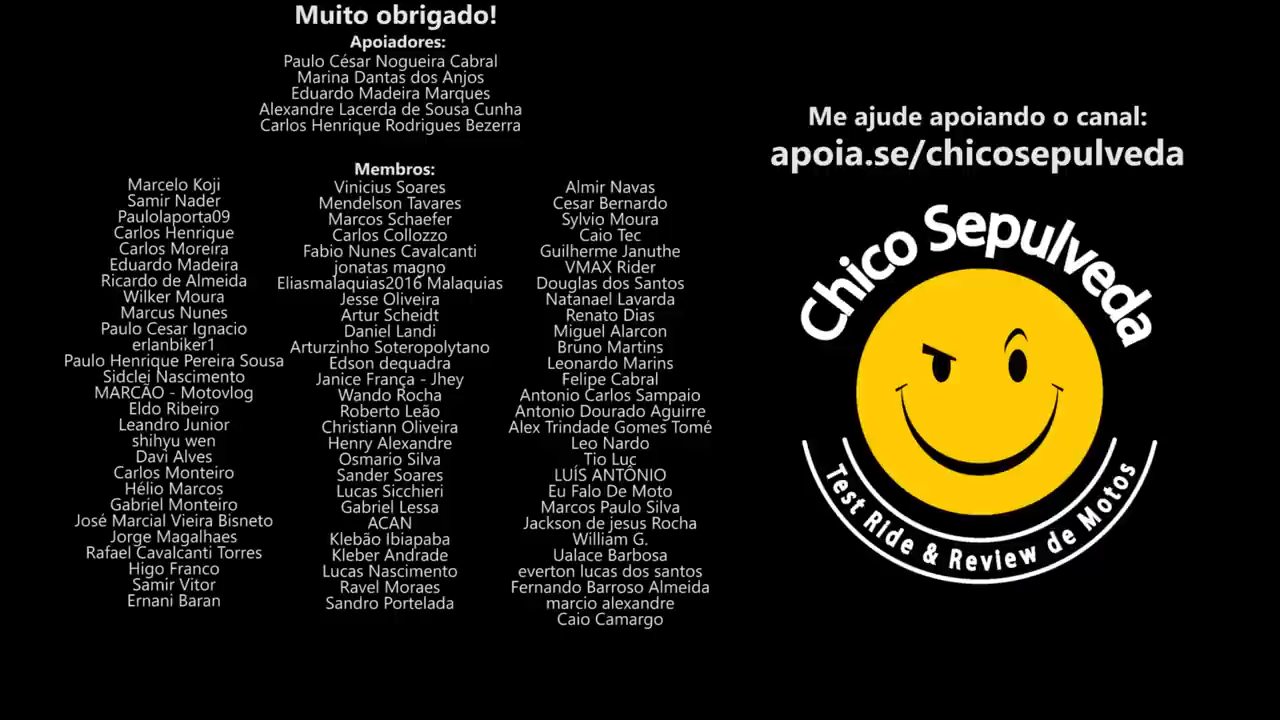 Muito obrigado!
Apoiadores:
Paulo César Nogueira Cabral
Marina Dantas dos Anjos
Eduardo Madeira Marques
Alexandre Lacerda de Sousa Cunha
Carlos Henrique Rodrigues Bezerra
Membros:
Marcelo Koji
Samir Nader
Paulolaporta09
Carlos Henrique
Carlos Moreira
Eduardo Madeira
Ricardo de Almeida
Wilker Moura
Marcus Nunes
Paulo Cesar Ignacio
erlanbiker1
Paulo Henrique Pereira Sousa
Sidclei Nascimento
MARCÃO - Motovlog
Eldo Ribeiro
Leandro Junior
shihyu wen
Davi Alves
Carlos Monteiro
Hélio Marcos
Gabriel Monteiro
José Marcial Vieira Bisneto
Jorge Magalhaes
Rafael Cavalcanti Torres
Higo Franco
Samir Vitor
Ernani Baran
Vinicius Soares
Mendelson Tavares
Marcos Schaefer
Carlos Collozzo
Fabio Nunes Cavalcanti
jonatas magno
Eliasmalaquias2016 Malaquias
Jesse Oliveira
Artur Scheidt
Daniel Landi
Arturzinho Soteropolytano
Edson dequadra
Janice França - Jhey
Wando Rocha
Roberto Leão
Christiann Oliveira
Henry Alexandre
Osmario Silva
Sander Soares
Lucas Sicchieri
Gabriel Lessa
ACAN
Klebão Ibiapaba
Kleber Andrade
Lucas Nascimento
Ravel Moraes
Sandro Portelada
Almir Navas
Cesar Bernardo
Sylvio Moura
Caio Tec
Guilherme Januthe
VMAX Rider
Douglas dos Santos
Natanael Lavarda
Renato Dias
Miguel Alarcon
Bruno Martins
Leonardo Marins
Felipe Cabral
Antonio Carlos Sampaio
Antonio Dourado Aguirre
Alex Trindade Gomes Tomé
Leo Nardo
Tio Luc
LUÍS ANTÔNIO
Eu Falo De Moto
Marcos Paulo Silva
Jackson de jesus Rocha
William G.
Ualace Barbosa
everton lucas dos santos
Fernando Barroso Almeida
marcio alexandre
Caio Camargo
Me ajude apoiando o canal:
apoia.se/chicosepulveda
Chico Sepulveda
Test Ride & Review de Motos